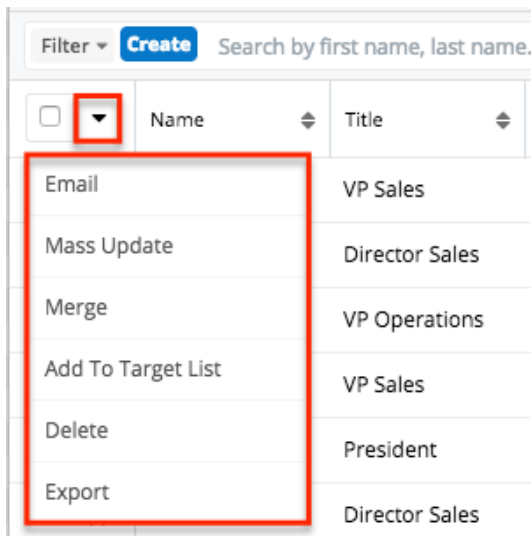 Filter Create Search by first name, last name.
Name Title
Email VP Sales
Mass Update Director Sales
Merge VP Operations
Add To Target List VP Sales
Delete President
Export Director Sales